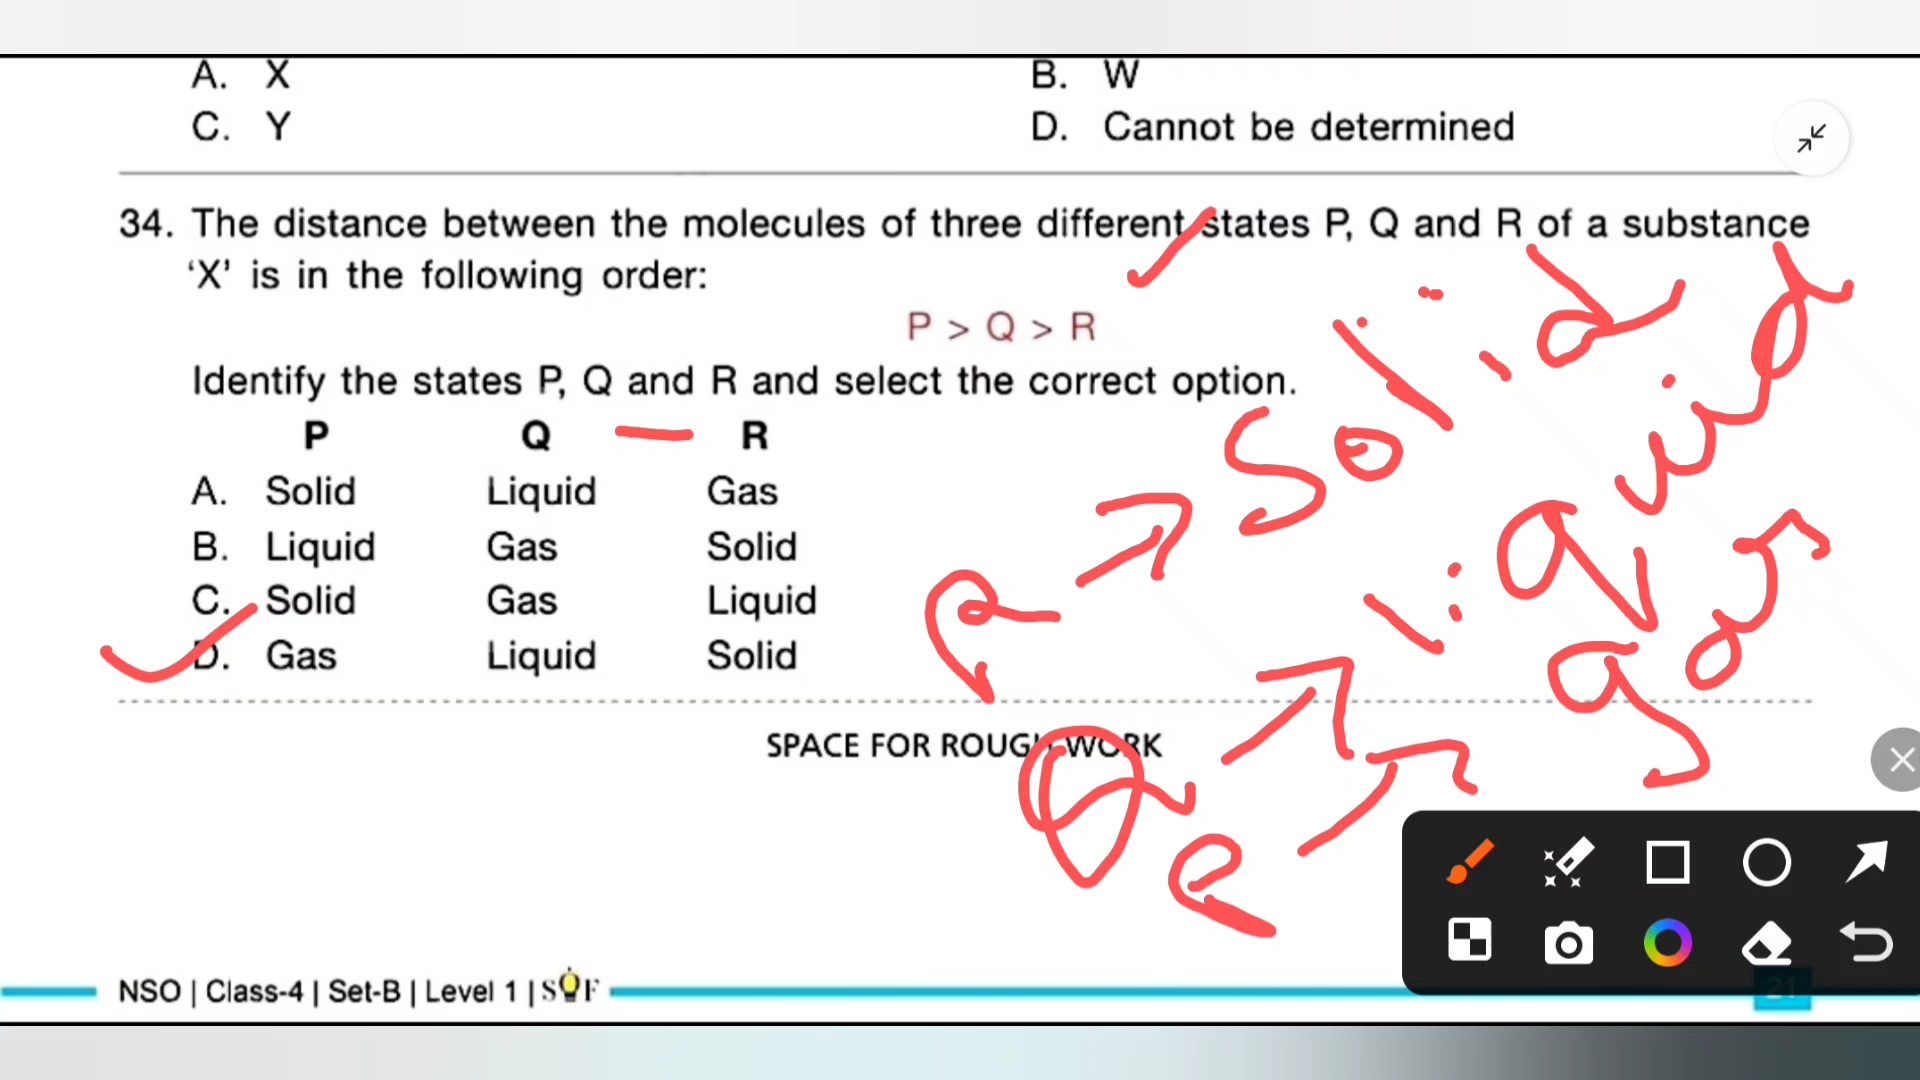 A. X B. W
C. Y D. Cannot be determined
34. The distance between the molecules of three different states P, Q and R of a substance
‘X’ is in the following order:
P > Q > R
Identify the states P, Q and R and select the correct option.
P Q R
A. Solid Liquid Gas
B. Liquid Gas Solid
C. Solid Gas Liquid
D. Gas Liquid Solid
P → Solid
Q → liquid
R → gas
SPACE FOR ROUGH WORK
NSO | Class-4 | Set-B | Level 1 | SOF
21